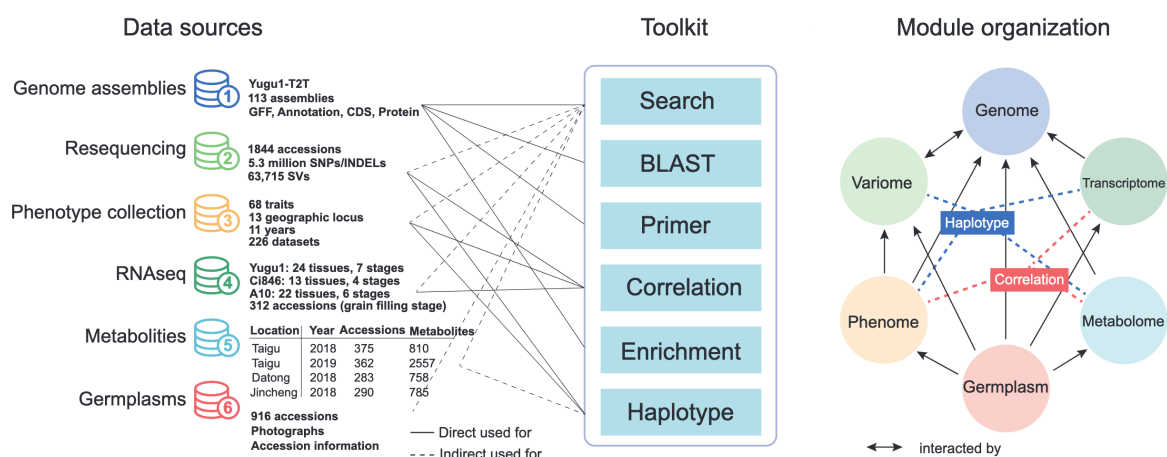 Data sources
Genome assemblies
1
Yugu1-T2T
113 assemblies
GFF, Annotation, CDS, Protein
Resequencing
2
1844 accessions
5.3 million SNPs/INDELs
63,715 SVs
Phenotype collection
3
68 traits
13 geographic locus
11 years
226 datasets
RNAseq
4
Yugu1: 24 tissues, 7 stages
Ci846: 13 tissues, 4 stages
A10: 22 tissues, 6 stages
312 accessions (grain filling stage)
Metabolities
5
Location Year Accessions Metabolites
Taigu 2018 375 810
Taigu 2019 362 2557
Datong 2018 283 758
Jincheng 2018 290 785
Germplasms
6
916 accessions
Photographs
Accession information
Direct used for
Indirect used for
Toolkit
Search
BLAST
Primer
Correlation
Enrichment
Haplotype
Module organization
Genome
Variome
Transcriptome
Haplotype
Correlation
Phenome
Metabolome
Germplasm
interacted by